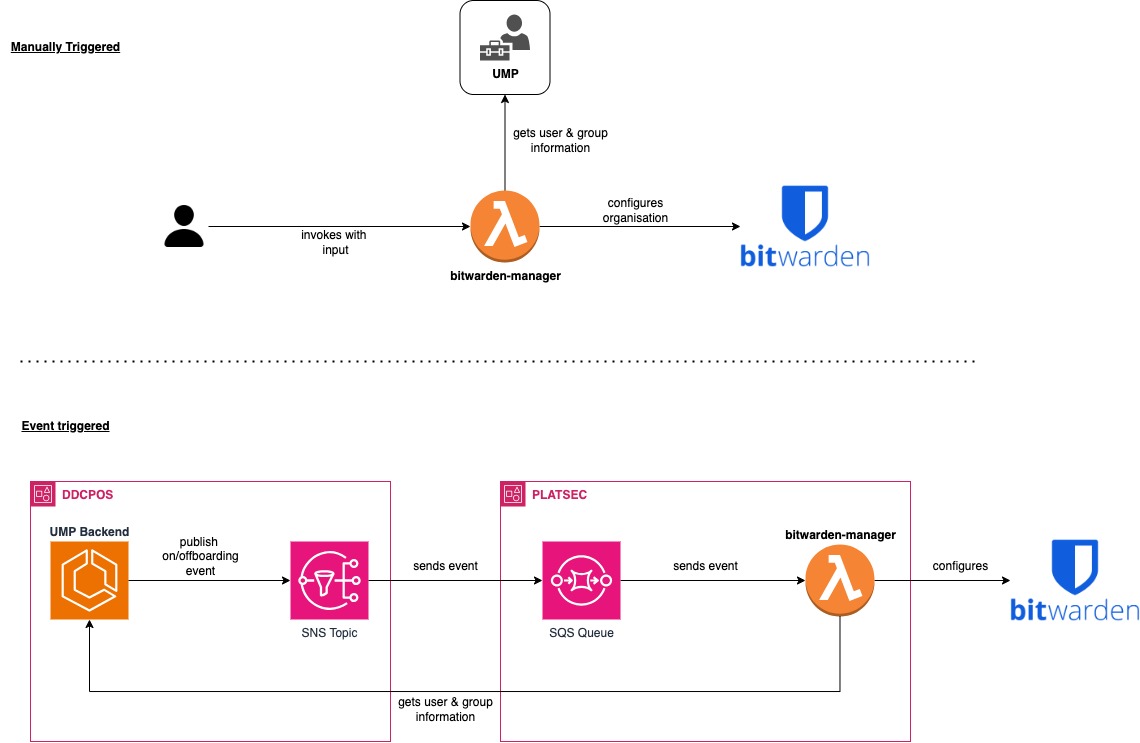 Manually Triggered
UMP
gets user & group
information
invokes with
input
configures
organisation
bitwarden
bitwarden-manager
Event triggered
DDCPOS
PLATSEC
UMP Backend
publish
on/offboarding
event
SNS Topic
sends event
SQS Queue
sends event
bitwarden-manager
configures
bitwarden
gets user & group
information